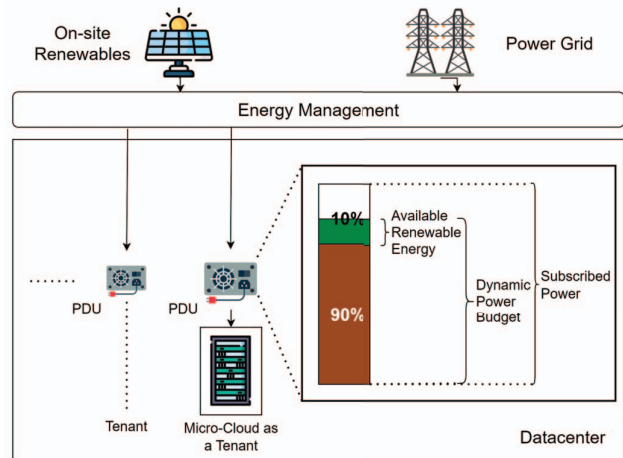 On-site
Renewables
Power Grid
Energy Management
10%
Available
Renewable
Energy
Dynamic
Power
Budget
Subscribed
Power
90%
PDU
PDU
Tenant
Micro-Cloud as
a Tenant
Datacenter